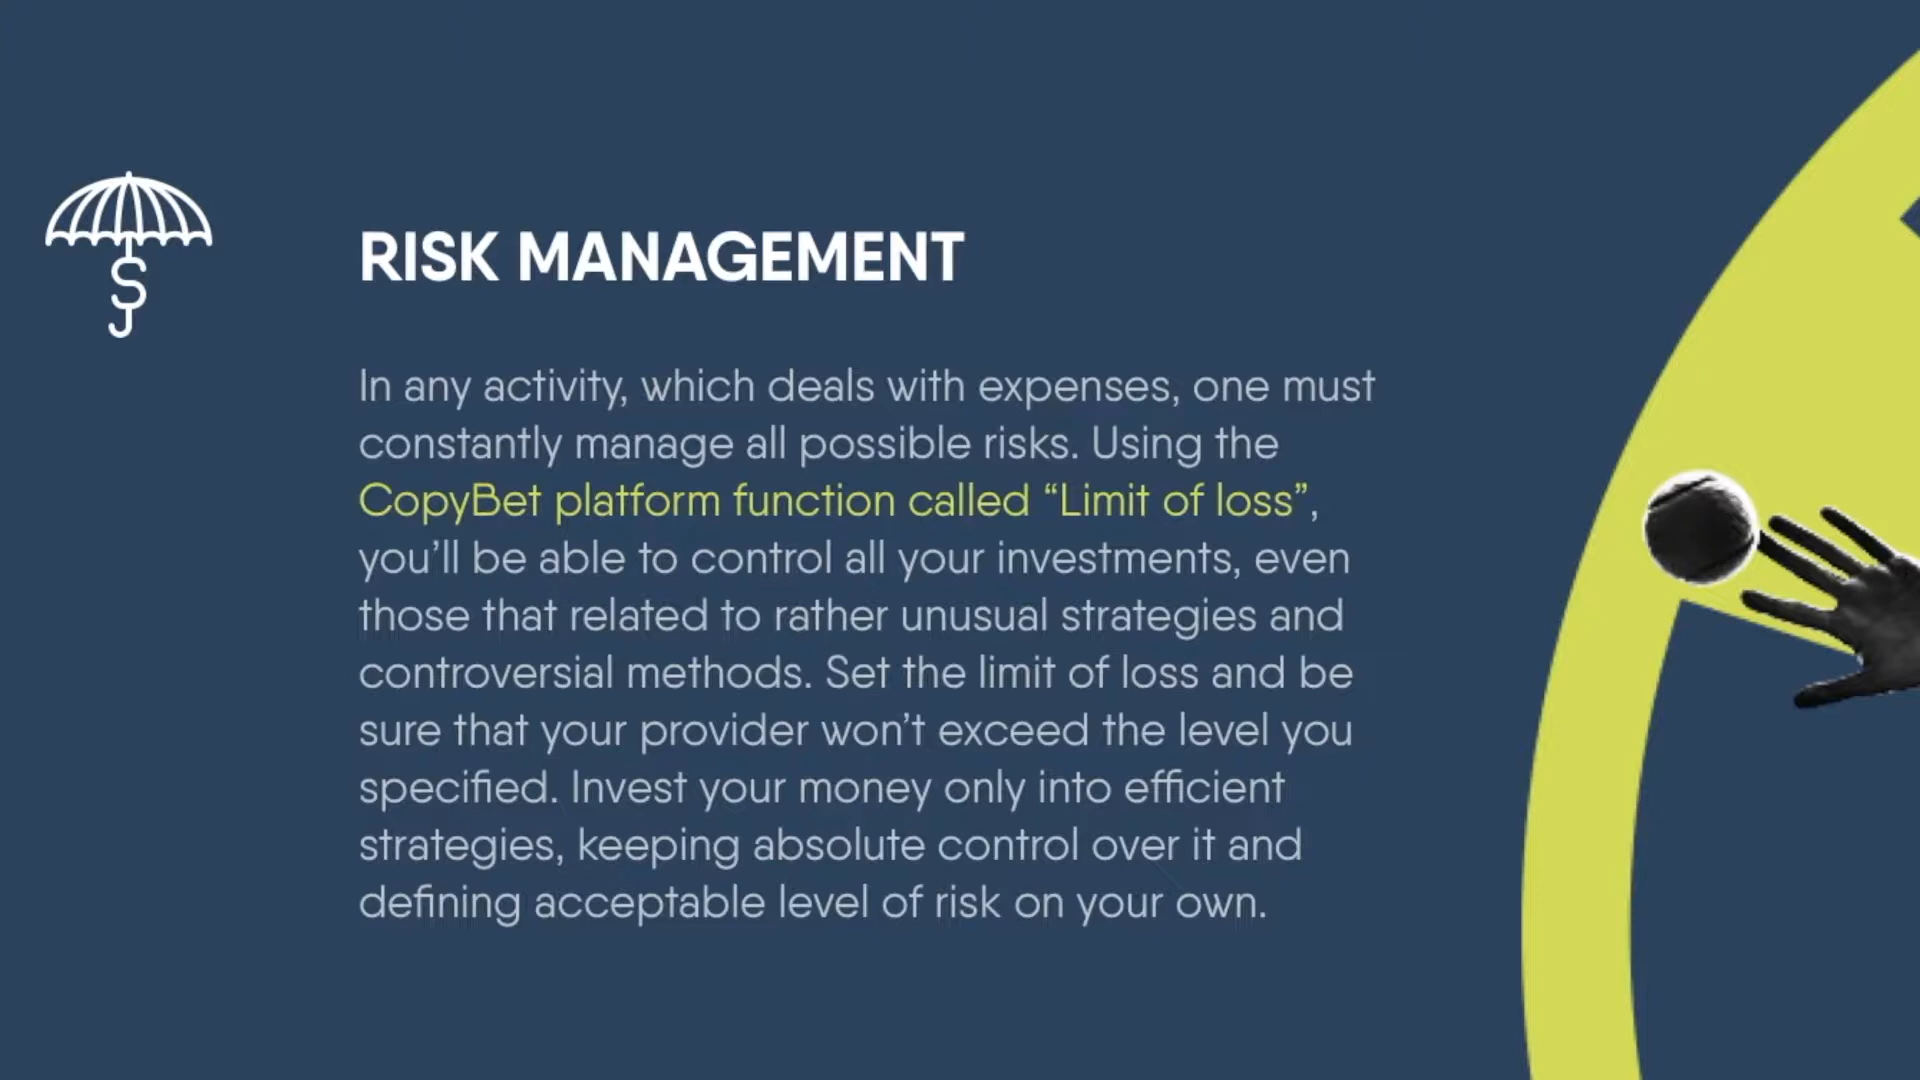 RISK MANAGEMENT
In any activity, which deals with expenses, one must
constantly manage all possible risks. Using the
CopyBet platform function called “Limit of loss”,
you’ll be able to control all your investments, even
those that related to rather unusual strategies and
controversial methods. Set the limit of loss and be
sure that your provider won’t exceed the level you
specified. Invest your money only into efficient
strategies, keeping absolute control over it and
defining acceptable level of risk on your own.